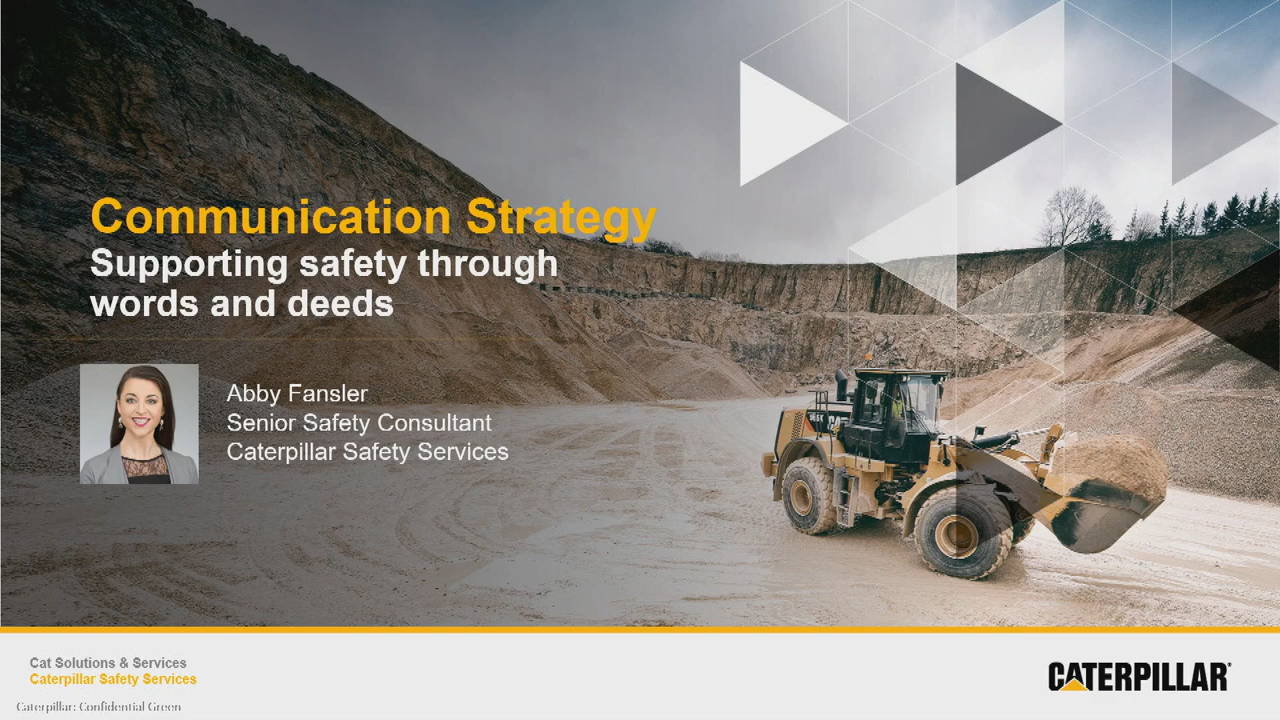 Communication Strategy
Supporting safety through
words and deeds
Abby Fansler
Senior Safety Consultant
Caterpillar Safety Services
Cat Solutions & Services
Caterpillar Safety Services
Caterpillar: Confidential Green
CATERPILLAR®